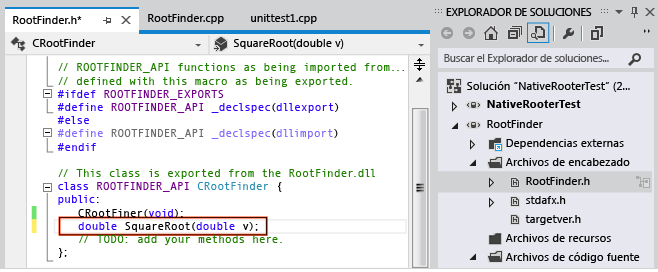 RootFinder.h*
RootFinder.cpp
unittest1.cpp
CRootFinder
SquareRoot(double v)
// ROOTFINDER_API functions as being imported from...
// defined with this macro as being exported.
#ifdef ROOTFINDER_EXPORTS
#define ROOTFINDER_API _declspec(dllexport)
#else
#define ROOTFINDER_API _declspec(dllimport)
#endif
// This class is exported from the RootFinder.dll
class ROOTFINDER_API CRootFinder {
public:
CRootFiner(void);
double SquareRoot(double v);
// TODO: add your methods here.
};
EXPLORADOR DE SOLUCIONES
Buscar el Explorador de soluciones...
Solución "NativeRooterTest" (2...
NativeRooterTest
RootFinder
Dependencias externas
Archivos de encabezado
RootFinder.h
stdafx.h
targetver.h
Archivos de recursos
Archivos de código fuente